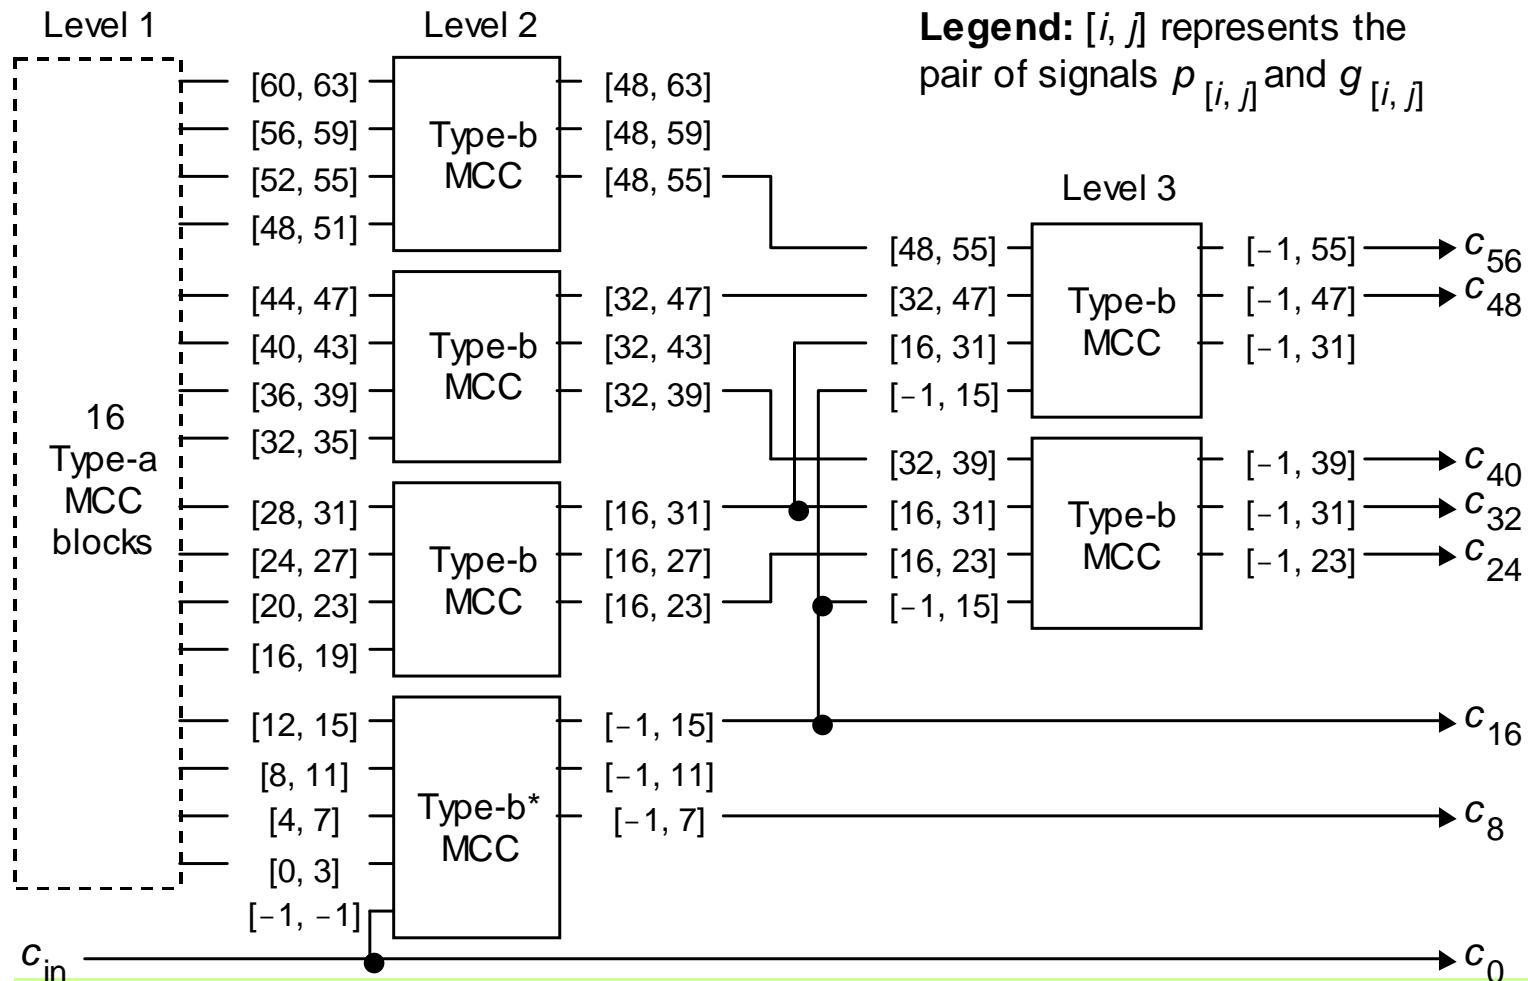 Level 1
Level 2
Legend: [i, j] represents the
pair of signals p [i, j] and g [i, j]
Level 3
16
Type-a
MCC
blocks
[60, 63]
[56, 59]
[52, 55]
[48, 51]
Type-b
MCC
[48, 63]
[48, 59]
[48, 55]
[44, 47]
[40, 43]
[36, 39]
[32, 35]
Type-b
MCC
[32, 47]
[32, 43]
[32, 39]
[28, 31]
[24, 27]
[20, 23]
[16, 19]
Type-b
MCC
[16, 31]
[16, 27]
[16, 23]
[12, 15]
[8, 11]
[4, 7]
[0, 3]
[−1, −1]
Type-b*
MCC
[−1, 15]
[−1, 11]
[−1, 7]
[48, 55]
[32, 47]
[16, 31]
[−1, 15]
Type-b
MCC
[−1, 55]
[−1, 47]
[−1, 31]
c56
c48
[32, 39]
[16, 31]
[16, 23]
[−1, 15]
Type-b
MCC
[−1, 39]
[−1, 31]
[−1, 23]
c40
c32
c24
c16
c8
cin
c0